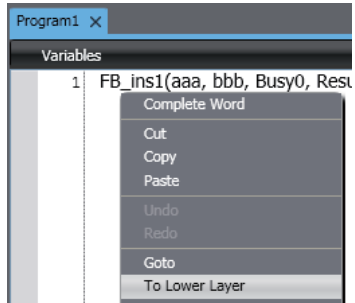 Program1 X
Variables
1 FB_ins1(aaa, bbb, Busy0, Resu
Complete Word
Cut
Copy
Paste
Undo
Redo
Goto
To Lower Layer